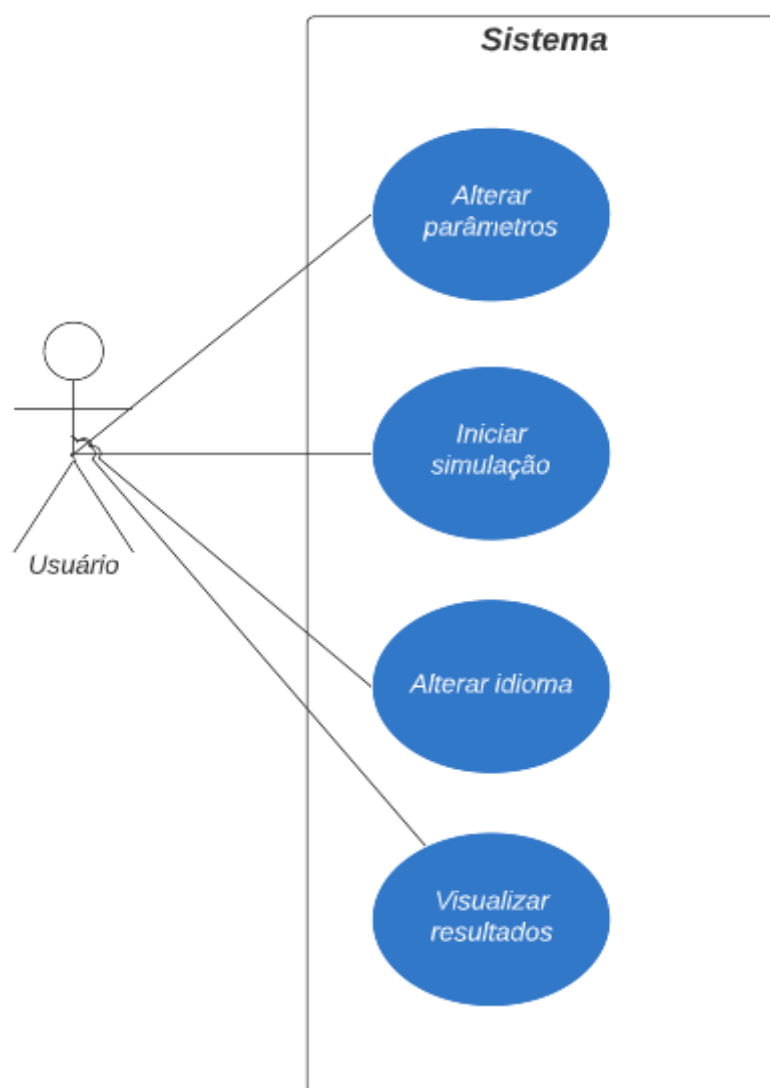 Sistema
Alterar
parâmetros
Iniciar
simulação
Usuário
Alterar idioma
Visualizar
resultados